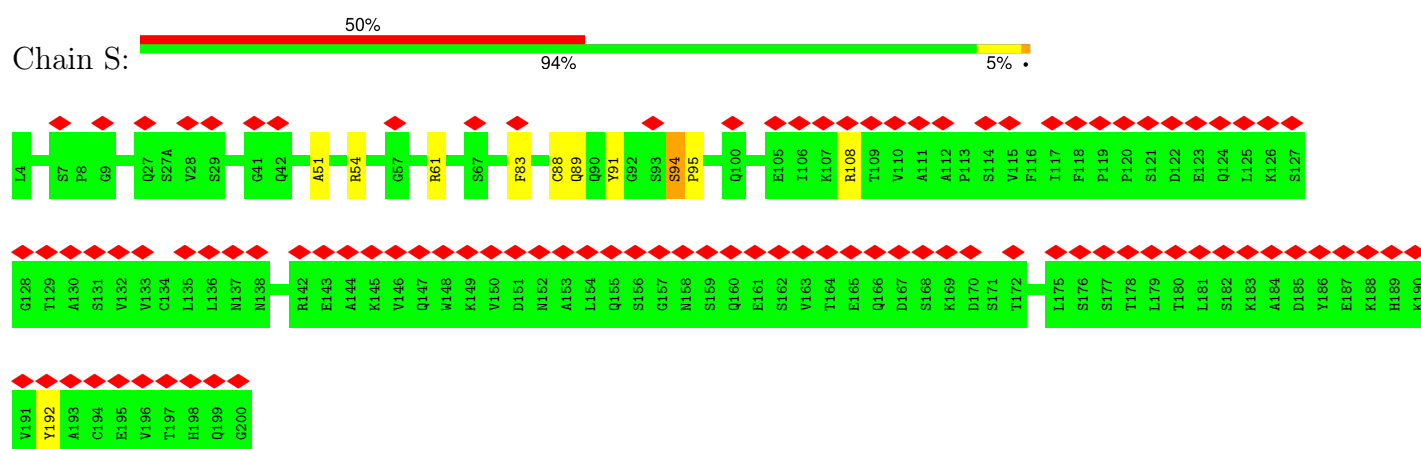 50%
Chain S:
94% 5% •
L4 S7 P8 G9 Q27 S27A V28 S29 G41 Q42 A51 R54 G57 R61 S67 F83 C88 Q89 Q90 Y91 G92 S93 S94 P95 Q100 E105 I106 K107 R108 T109 V110 A111 A112 P113 S114 V115 F116 I117 F118 P119 P120 S121 D122 E123 Q124 L125 K126 S127
G128 T129 A130 S131 V132 V133 C134 L135 L136 N137 N138 R142 E143 A144 K145 V146 Q147 W148 K149 V150 D151 N152 A153 L154 Q155 S156 G157 N158 S159 Q160 E161 S162 V163 T164 E165 Q166 D167 S168 K169 D170 S171 T172 L175 S176 S177 T178 L179 T180 L181 S182 K183 A184 D185 Y186 E187 K188 H189 K190
V191 Y192 A193 C194 E195 V196 T197 H198 Q199 G200